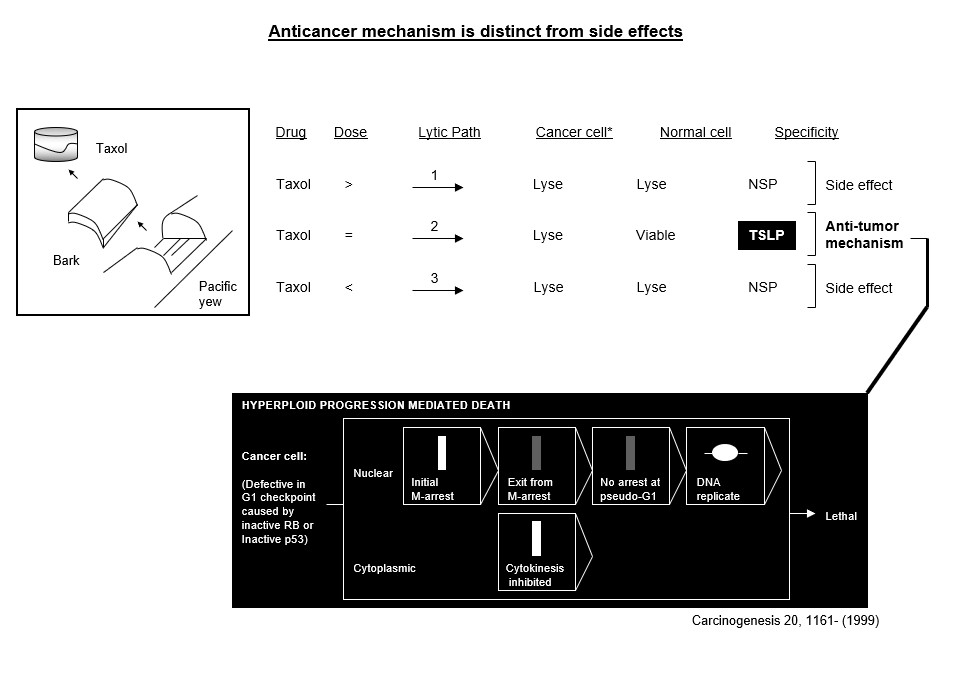 Anticancer mechanism is distinct from side effects
Taxol
Bark
Pacific
yew
Drug Dose Lytic Path Cancer cell* Normal cell Specificity
Taxol > 1 Lyse Lyse NSP Side effect
Taxol = 2 Lyse Viable TSLP Anti-tumor
mechanism
Taxol < 3 Lyse Lyse NSP Side effect
HYPERPLOID PROGRESSION MEDIATED DEATH
Cancer cell:
(Defective in
G1 checkpoint
caused by
inactive RB or
Inactive p53)
Nuclear
Initial
M-arrest
Exit from
M-arrest
No arrest at
pseudo-G1
DNA
replicate
Cytoplasmic
Cytokinesis
inhibited
Lethal
Carcinogenesis 20, 1161- (1999)